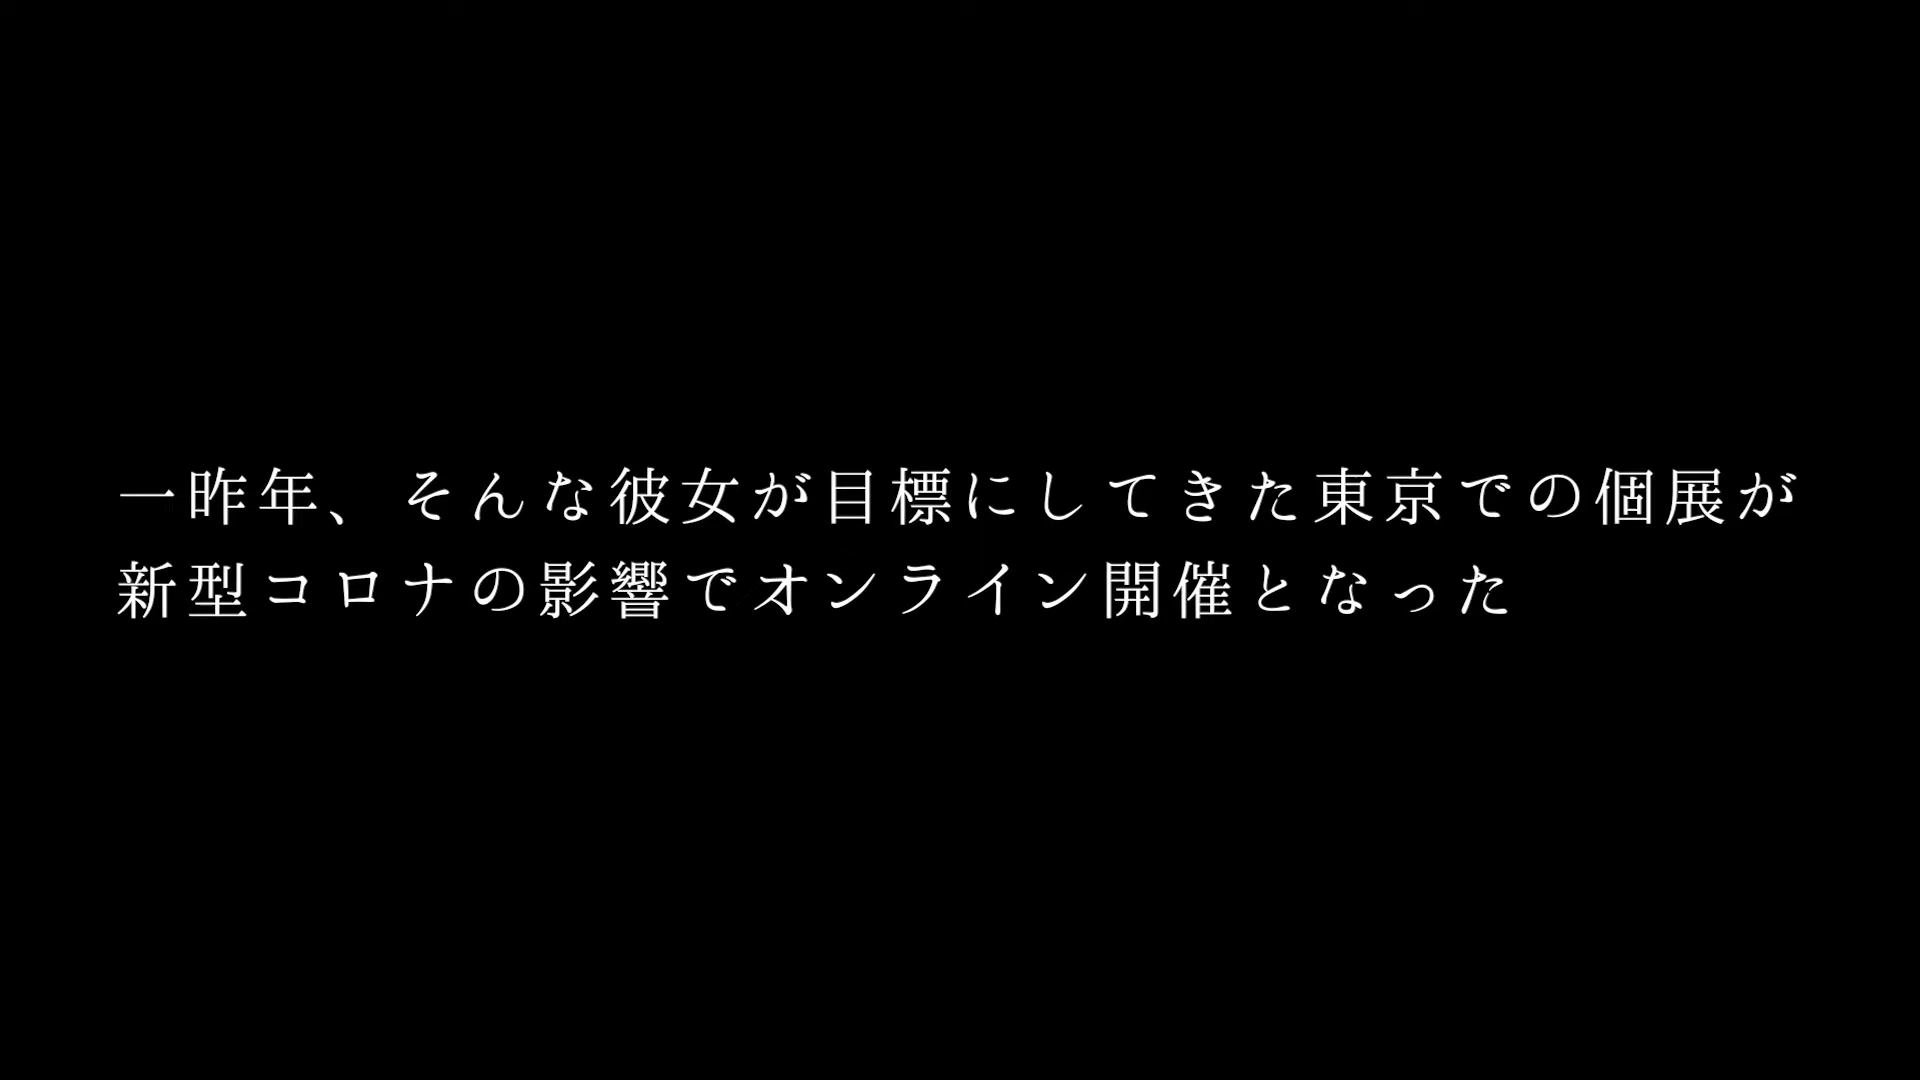 一昨年、そんな彼女が目標にしてきた東京での個展が
新型コロナの影響でオンライン開催となった